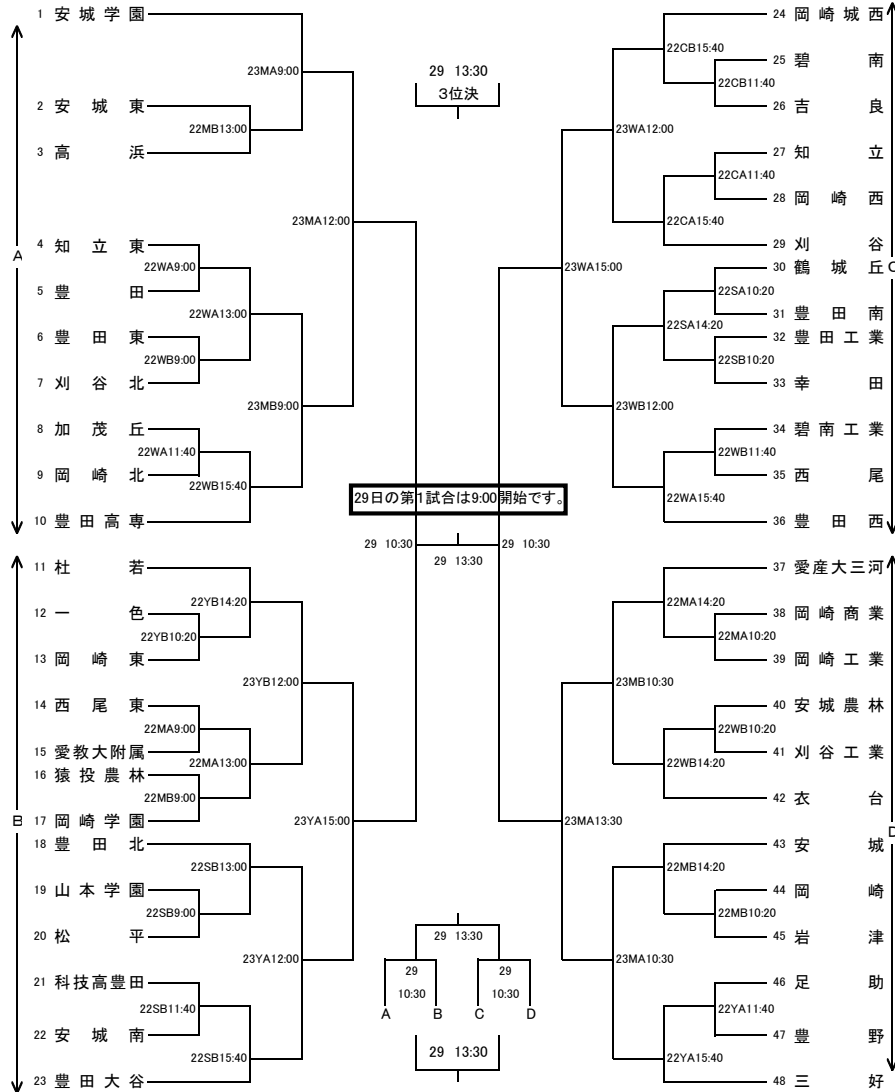 1 安城学園
23MA9:00
2 安城東
22MB13:00
3 高浜
23MA12:00
A
4 知立東
22WA9:00
5 豊田
22WA13:00
6 豊田東
22WB9:00
7 刈谷北
23MB9:00
8 加茂丘
22WA11:40
9 岡崎北
22WB15:40
10 豊田高専
11 杜若
22YB14:20
12 一色
22YB10:20
13 岡崎東
23YB12:00
14 西尾東
22MA9:00
15 愛教大附属
22MA13:00
16 猿投農林
22MB9:00
17 岡崎学園
B
23YA15:00
18 豊田北
22SB13:00
19 山本学園
22SB9:00
20 松平
23YA12:00
21 科技高豊田
22SB11:40
22 安城南
22SB15:40
23 豊田大谷
29 13:30
3位決
29日の第1試合は9:00開始です。
29 10:30
29 10:30
29 13:30
29 13:30
29
10:30
29
10:30
A B C D
29 13:30
24 岡崎城西
22CB15:40
25 碧南
22CB11:40
26 吉良
23WA12:00
27 知立
22CA11:40
28 岡崎西
22CA15:40
29 刈谷
23WA15:00
30 鶴城丘
C
22SA10:20
31 豊田南
22SA14:20
32 豊田工業
22SB10:20
33 幸田
23WB12:00
34 碧南工業
22WB11:40
35 西尾
22WA15:40
36 豊田西
37 愛産大三河
22MA14:20
38 岡崎商業
22MA10:20
39 岡崎工業
23MB10:30
40 安城農林
22WB10:20
41 刈谷工業
22WB14:20
42 衣台
23MA13:30
D
43 安城
22MB14:20
44 岡崎
22MB10:20
45 岩津
23MA10:30
46 足助
22YA11:40
47 豊野
22YA15:40
48 三好